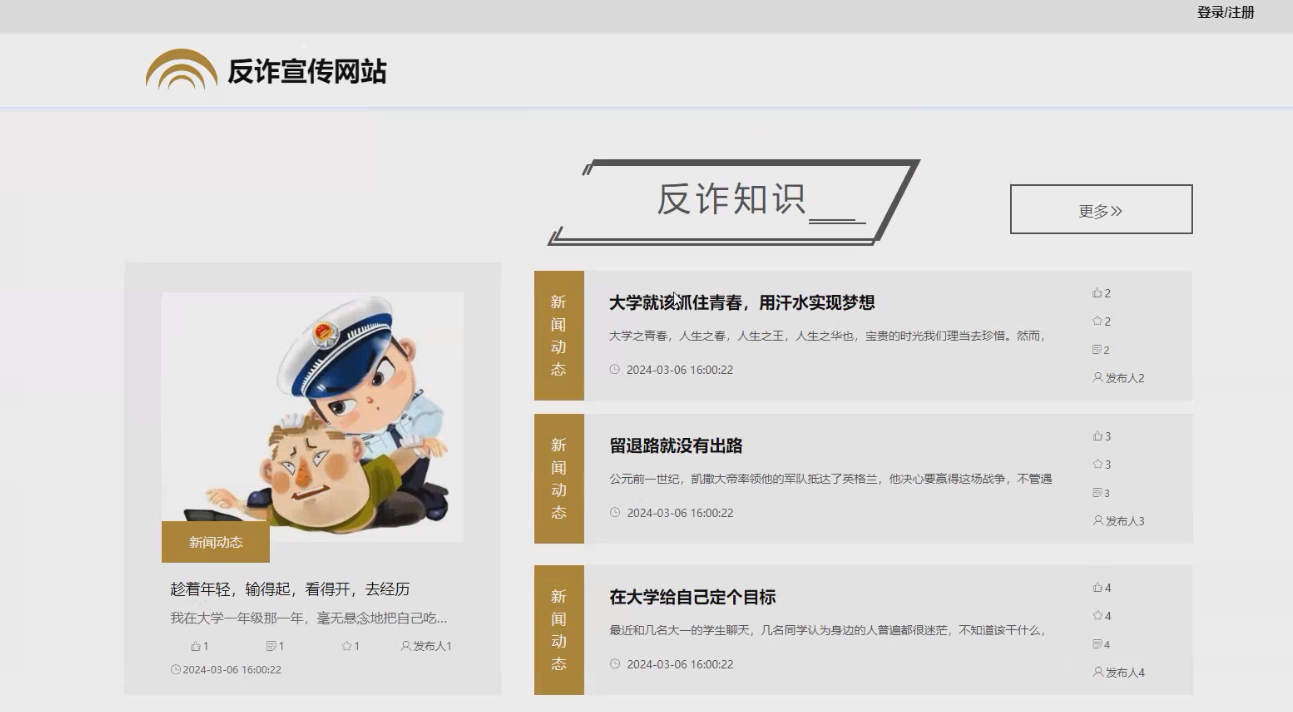 登录/注册
反诈宣传网站
反诈知识
更多»
新闻动态
趁着年轻，输得起，看得开，去经历
我在大学一年级那一年，毫无悬念地把自己吃...
1
1
1
发布人1
2024-03-06 16:00:22
新闻动态
大学就该抓住青春，用汗水实现梦想
大学之青春，人生之春，人生之王，人生之华也，宝贵的时光我们理当去珍惜。然而，
2024-03-06 16:00:22
2
2
2
发布人2
新闻动态
留退路就没有出路
公元前一世纪，凯撒大帝率领他的军队抵达了英格兰，他决心要赢得这场战争，不管遇
2024-03-06 16:00:22
3
3
3
发布人3
新闻动态
在大学给自己定个目标
最近和几名大一的学生聊天，几名同学认为身边的人普遍都很迷茫，不知道该干什么，
2024-03-06 16:00:22
4
4
4
发布人4